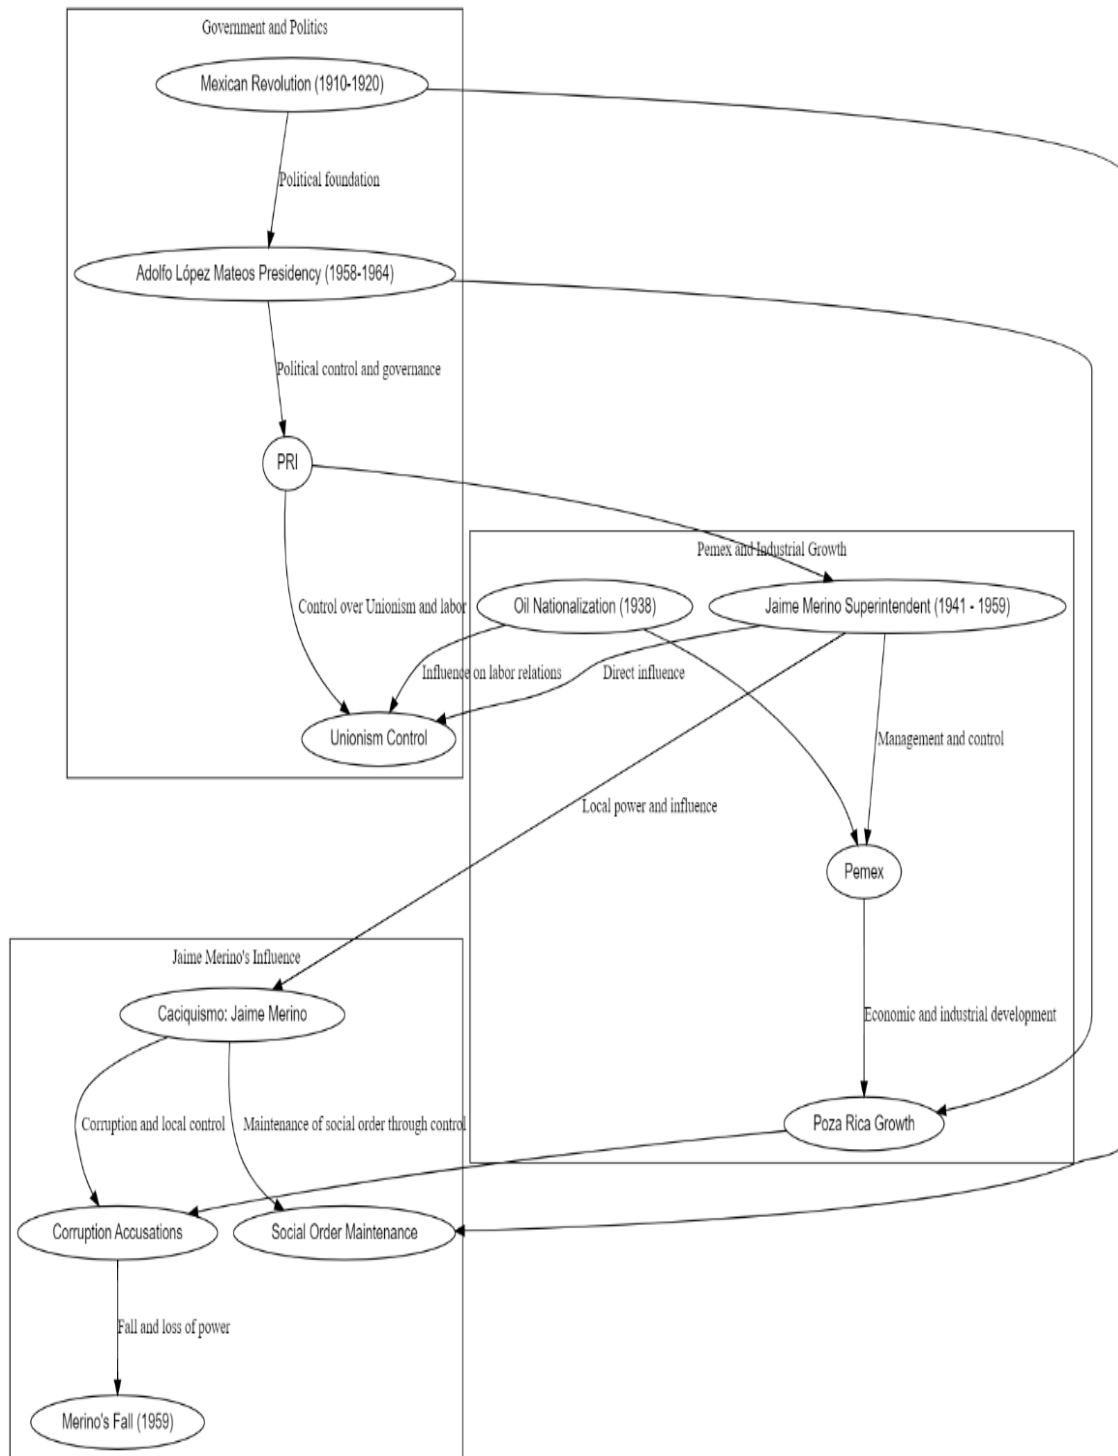 Government and Politics
Mexican Revolution (1910-1920)
Political foundation
Adolfo López Mateos Presidency (1958-1964)
Political control and governance
PRI
Pemex and Industrial Growth
Oil Nationalization (1938)
Jaime Merino Superintendent (1941 - 1959)
Control over Unionism and labor
Influence on labor relations
Direct influence
Unionism Control
Management and control
Local power and influence
Pemex
Jaime Merino's Influence
Caciquismo: Jaime Merino
Economic and industrial development
Corruption and local control
Maintenance of social order through control
Poza Rica Growth
Corruption Accusations
Social Order Maintenance
Fall and loss of power
Merino's Fall (1959)